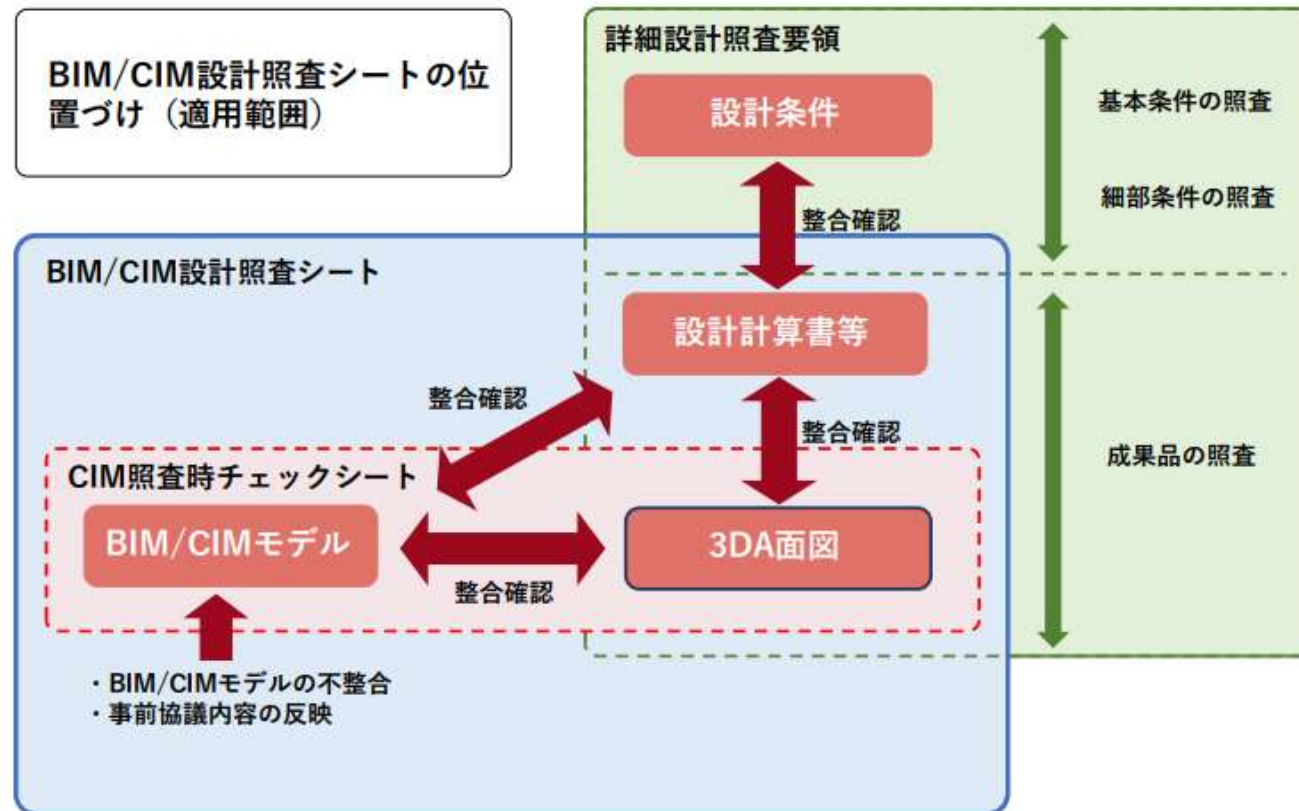 BIM/CIM設計照査シートの位
置づけ（適用範囲）
詳細設計照査要領
設計条件
基本条件の照査
細部条件の照査
整合確認
BIM/CIM設計照査シート
設計計算書等
整合確認
整合確認
成果品の照査
CIM照査時チェックシート
BIM/CIMモデル
3DA面図
整合確認
・BIM/CIMモデルの不整合
・事前協議内容の反映